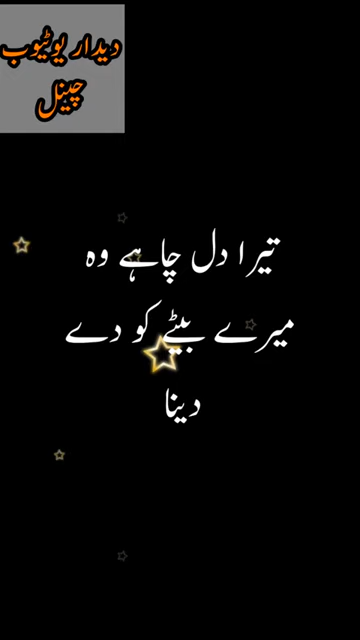 دیدار یوٹیوب
چینل
تیرا دل چاہے وہ
میرے بیٹے کو دے
دینا